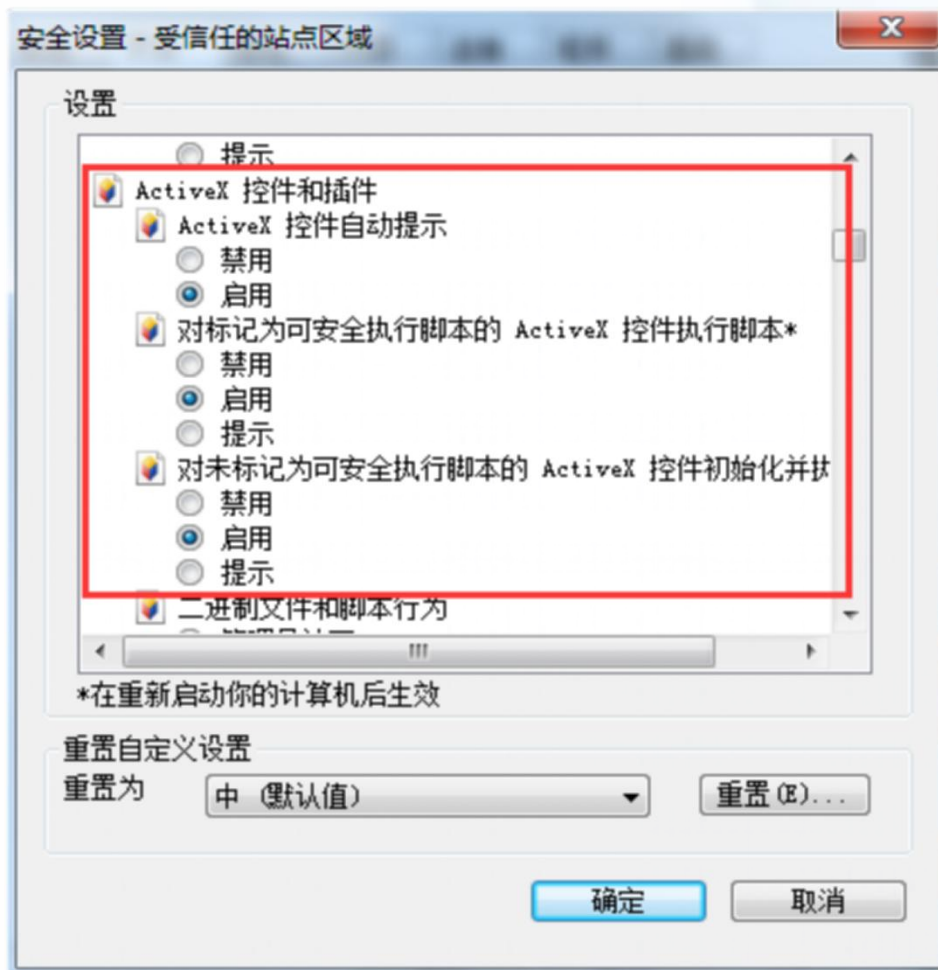 安全设置 - 受信任的站点区域
设置
提示
ActiveX 控件和插件
ActiveX 控件自动提示
禁用
启用
对标记为可安全执行脚本的 ActiveX 控件执行脚本*
禁用
启用
提示
对未标记为可安全执行脚本的 ActiveX 控件初始化并执
禁用
启用
提示
二进制文件和脚本行为
*在重新启动你的计算机后生效
重置自定义设置
重置为
中 (默认值)
重置(E)...
确定
取消